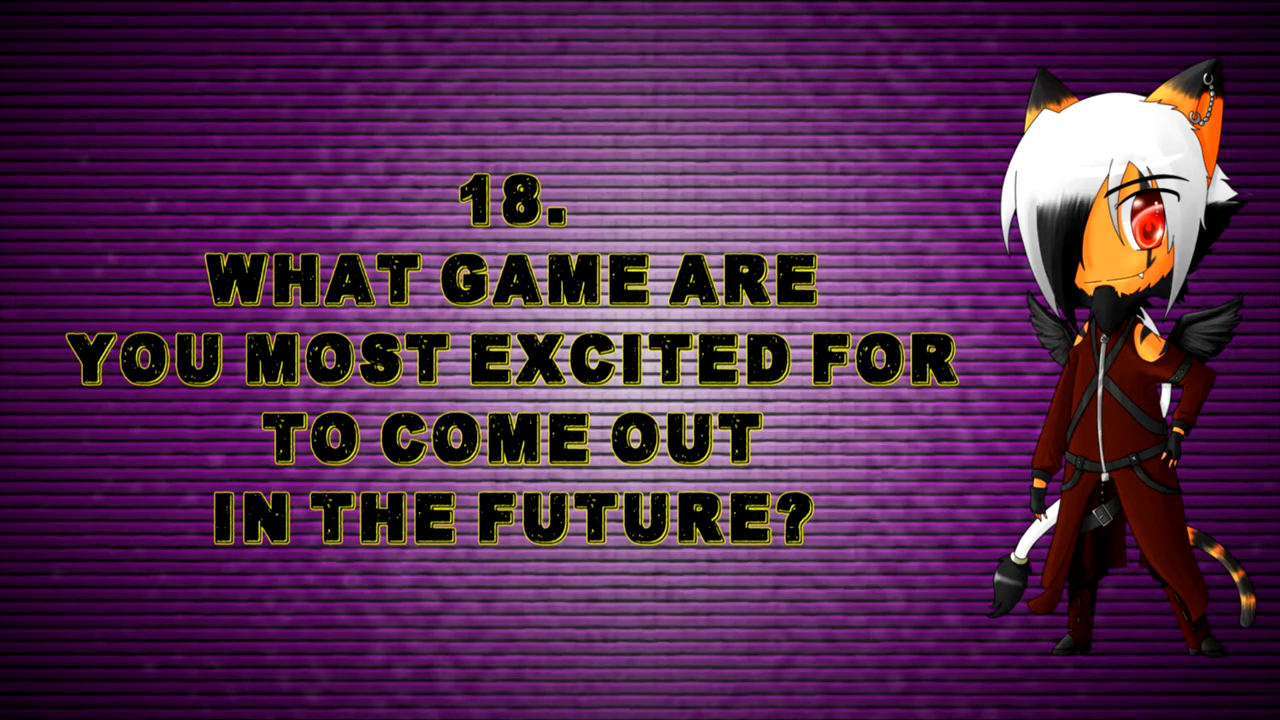 18.
WHAT GAME ARE
YOU MOST EXCITED FOR
TO COME OUT
IN THE FUTURE?